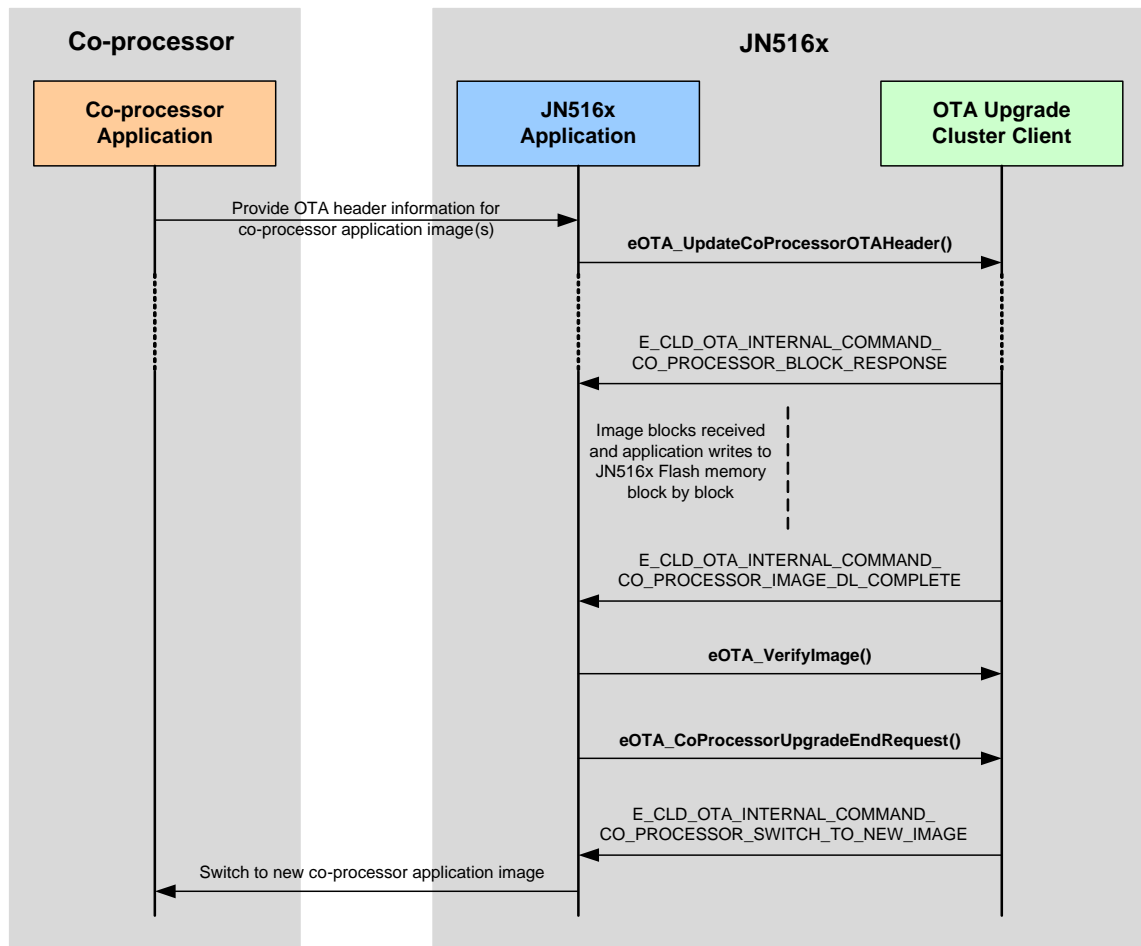 Co-processor
JN516x
Co-processor
Application
JN516x
Application
OTA Upgrade
Cluster Client
Provide OTA header information for
co-processor application image(s)
eOTA_UpdateCoProcessorOTAHeader()
E_CLD_OTA_INTERNAL_COMMAND_
CO_PROCESSOR_BLOCK_RESPONSE
Image blocks received
and application writes to
JN516x Flash memory
block by block
E_CLD_OTA_INTERNAL_COMMAND_
CO_PROCESSOR_IMAGE_DL_COMPLETE
eOTA_VerifyImage()
eOTA_CoProcessorUpgradeEndRequest()
E_CLD_OTA_INTERNAL_COMMAND_
CO_PROCESSOR_SWITCH_TO_NEW_IMAGE
Switch to new co-processor application image